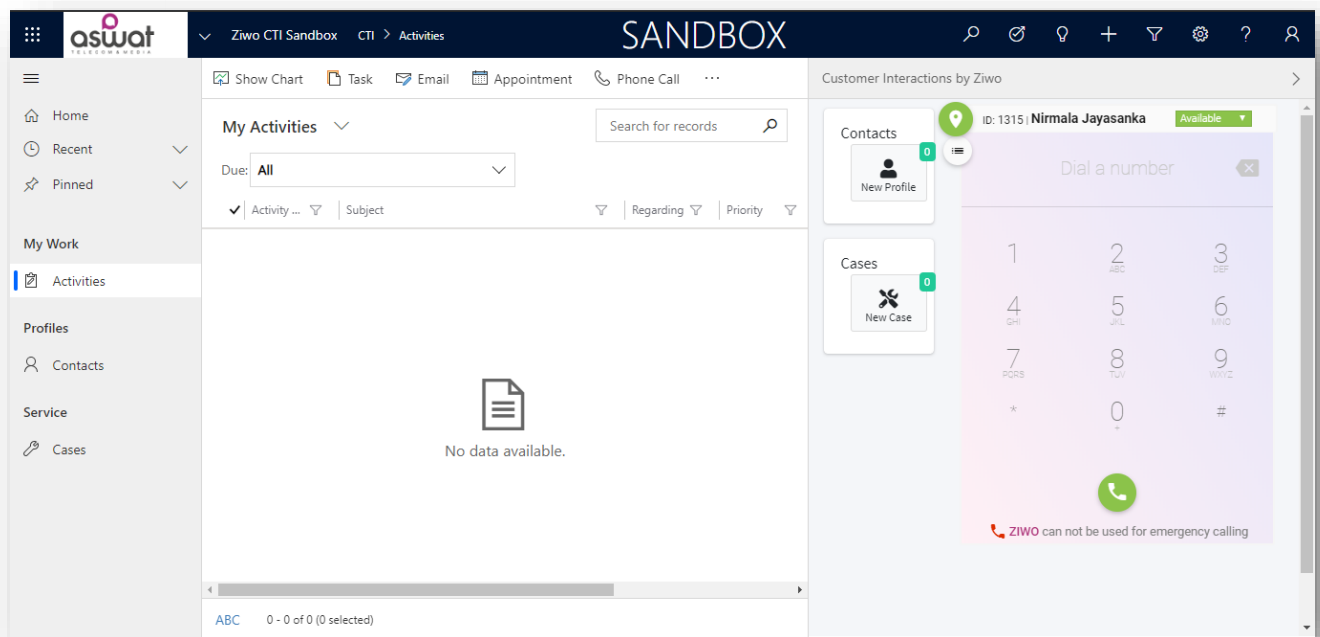 aswat
TELECOM & MEDIA
Ziwo CTI Sandbox CTI > Activities
SANDBOX
Show Chart Task Email Appointment Phone Call ...
Customer Interactions by Ziwo
Home
Recent
Pinned
My Work
Activities
Profiles
Contacts
Service
Cases
My Activities
Search for records
Due: All
Activity ... Subject Regarding Priority
No data available.
ABC 0 - 0 of 0 (0 selected)
Contacts
0
New Profile
Cases
0
New Case
ID: 1315 | Nirmala Jayasanka Available
Dial a number
1 2 3
ABC DEF
4 5 6
GHI JKL MNO
7 8 9
PQRS TUV WXYZ
* 0 #
+
ZIWO can not be used for emergency calling